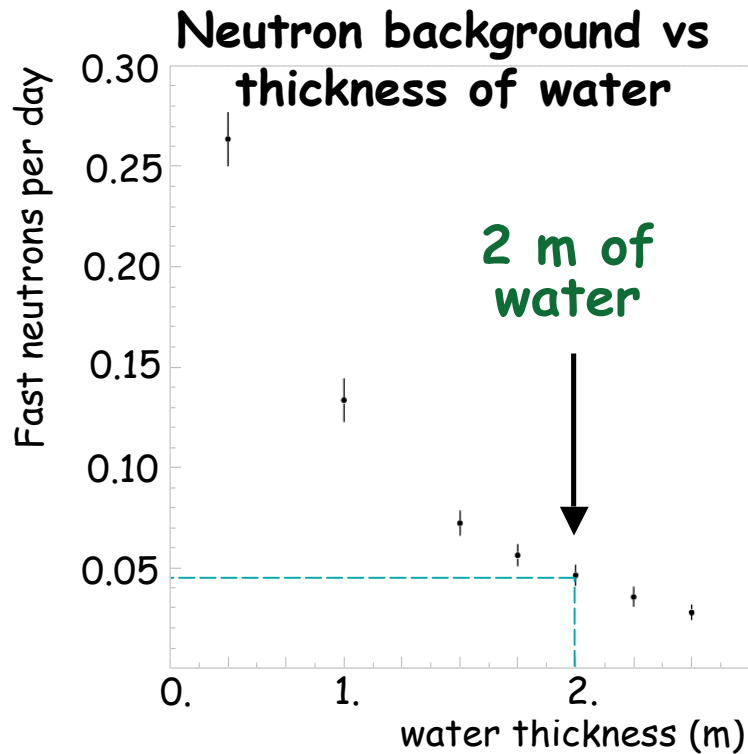 Neutron background vs
thickness of water
Fast neutrons per day
0.30
0.25
0.20
0.15
0.10
0.05
2 m of
water
0.
1.
2.
water thickness (m)